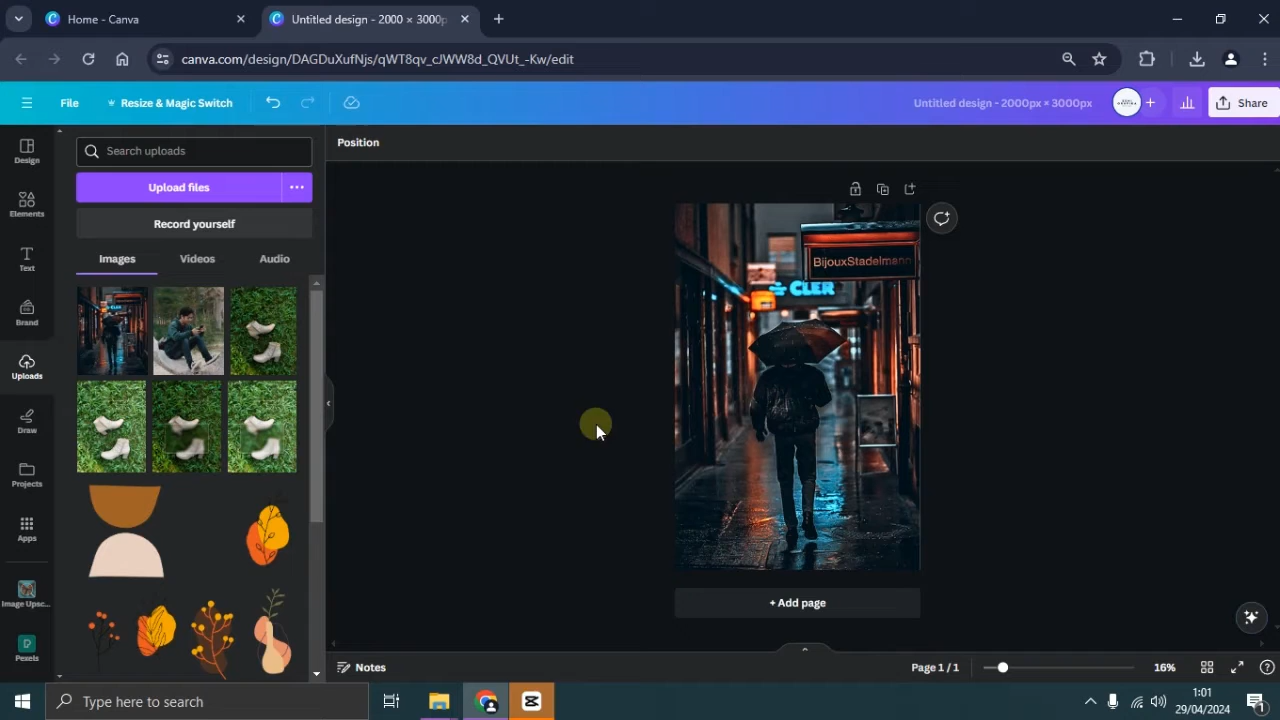 Home - Canva
Untitled design - 2000 × 3000p
canva.com/design/DAGDuXufNjs/qWT8qv_cJWW8d_QVUt_-Kw/edit
File
Resize & Magic Switch
Untitled design - 2000px × 3000px
Share
Design
Elements
Text
Brand
Uploads
Draw
Projects
Apps
Image Upsc...
Pexels
Search uploads
Upload files
Record yourself
Images
Videos
Audio
Position
BijouxStadelmann
CLER
+ Add page
Notes
Page 1 / 1
16%
Type here to search
1:01
29/04/2024
1